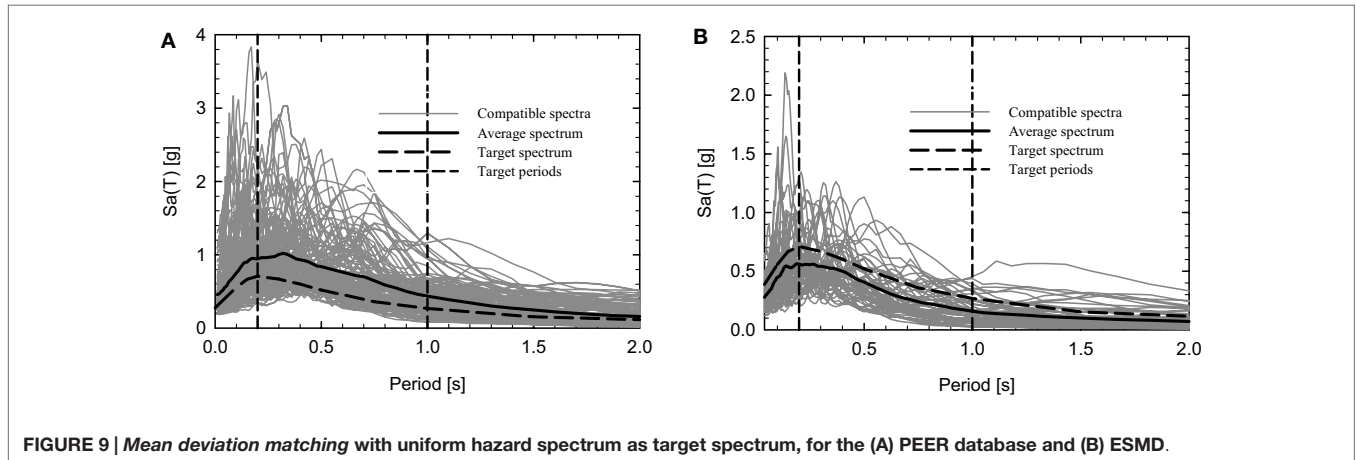 A
B
4
3
2
1
0
Sa(T) [g]
0.0
0.5
1.0
1.5
2.0
Period [s]
Compatible spectra
Average spectrum
Target spectrum
Target periods
2.5
2.0
1.5
1.0
0.5
0.0
Sa(T) [g]
0.5
1.0
1.5
2.0
Period [s]
Compatible spectra
Average spectrum
Target spectrum
Target periods
FIGURE 9 | Mean deviation matching with uniform hazard spectrum as target spectrum, for the (A) PEER database and (B) ESMD.